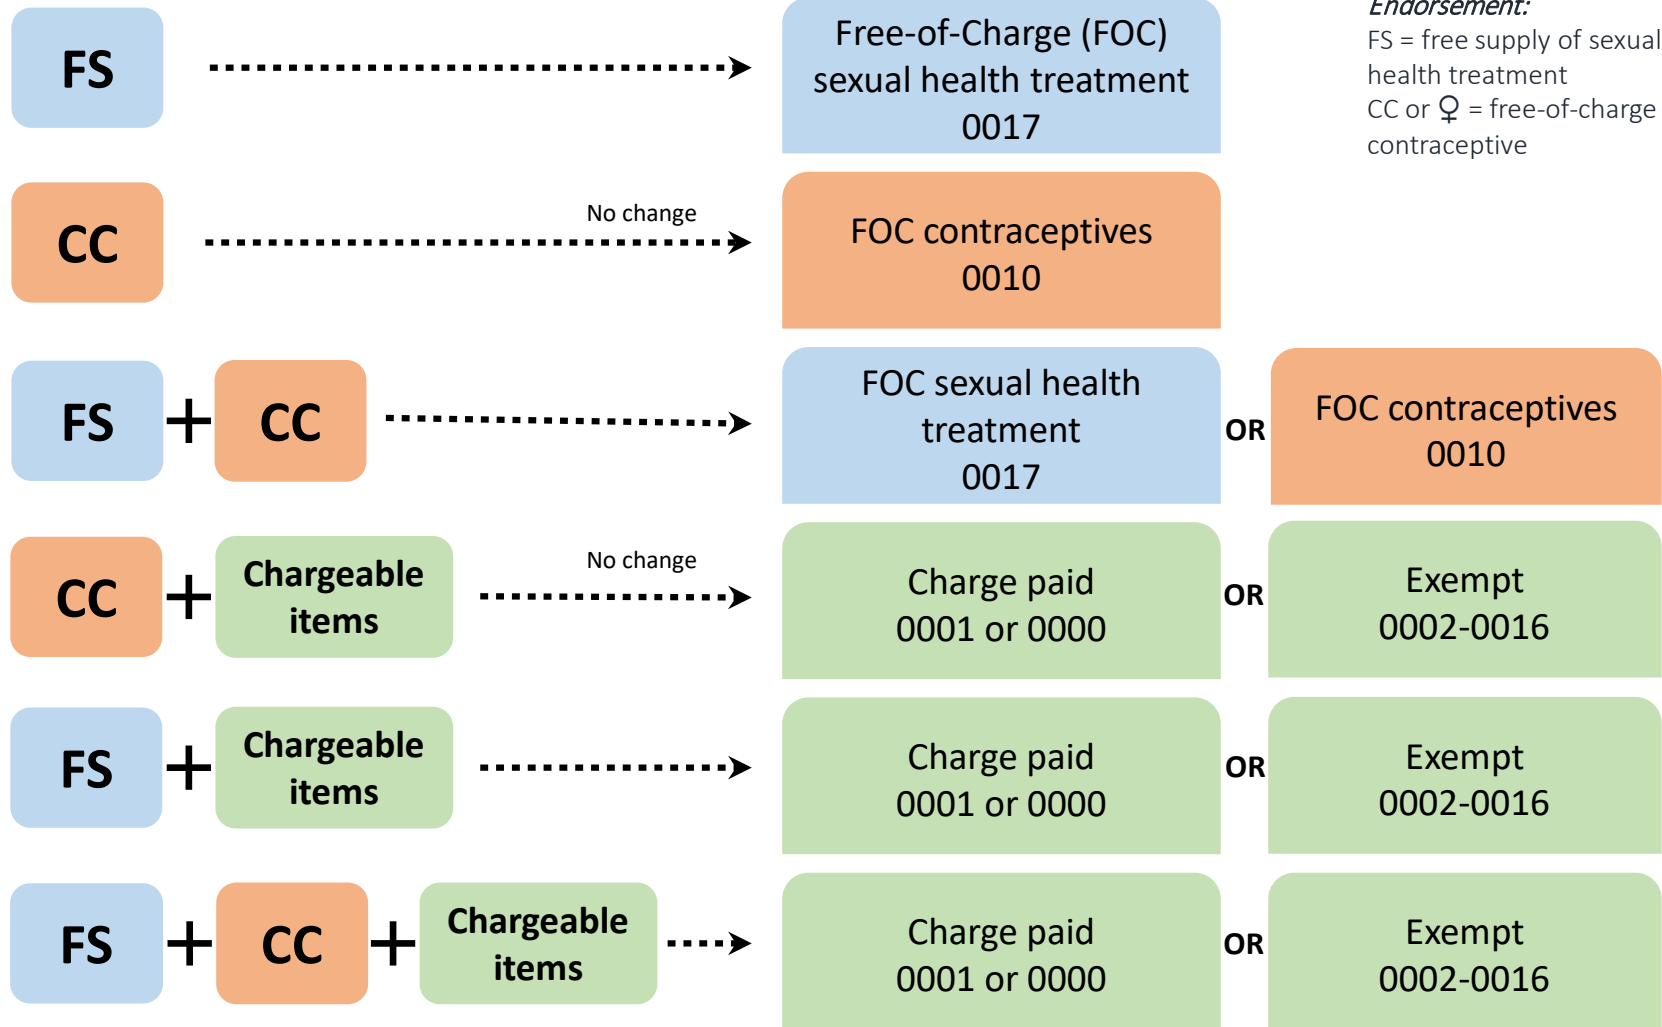 Endorsement:
FS = free supply of sexual
health treatment
CC or ♀ = free-of-charge
contraceptive
FS
Free-of-Charge (FOC)
sexual health treatment
0017
CC
No change
FOC contraceptives
0010
FS + CC
FOC sexual health
treatment
0017
OR
FOC contraceptives
0010
CC +
Chargeable
items
No change
Charge paid
0001 or 0000
OR
Exempt
0002-0016
FS +
Chargeable
items
Charge paid
0001 or 0000
OR
Exempt
0002-0016
FS + CC +
Chargeable
items
Charge paid
0001 or 0000
OR
Exempt
0002-0016